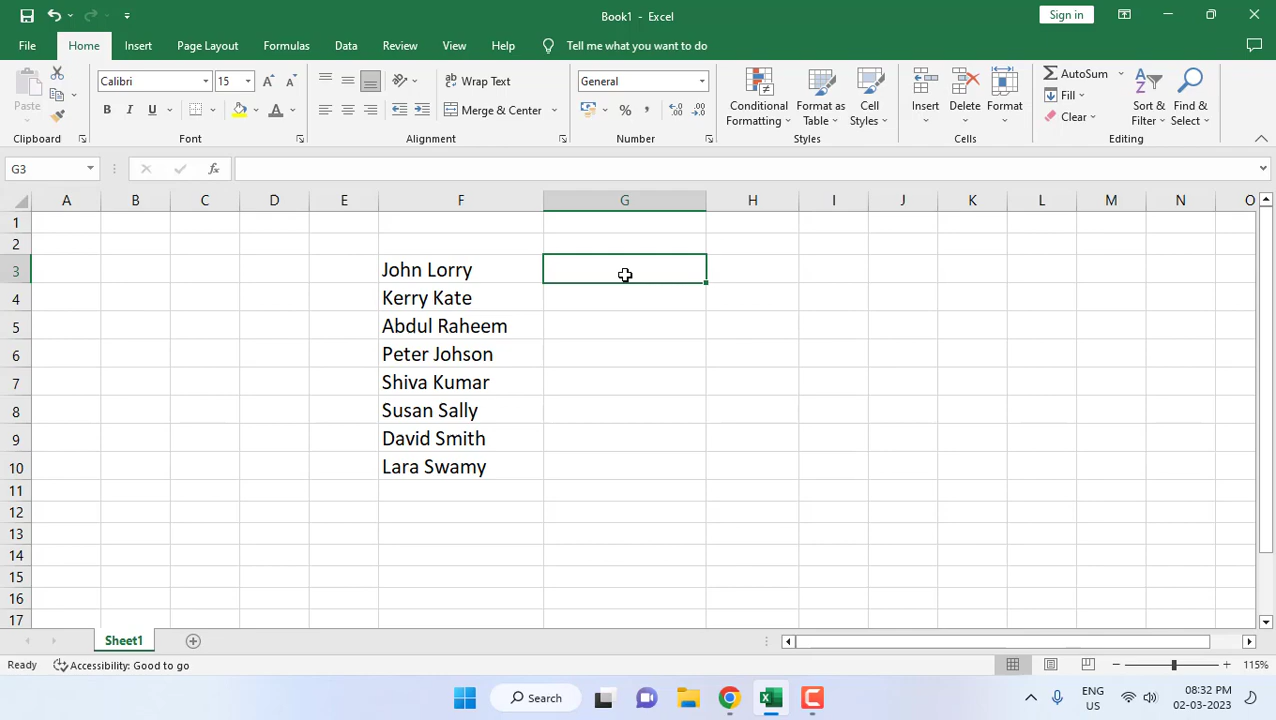 Book1 - Excel
Sign in
File Home Insert Page Layout Formulas Data Review View Help Tell me what you want to do
Paste
Clipboard
Calibri 15 A A
B I U A
Font
ab Wrap Text
Merge & Center
Alignment
General
% ,
Number
Conditional Formatting
Format as Table
Cell Styles
Styles
Insert
Delete
Format
Cells
AutoSum
Fill
Clear
Sort & Filter
Find & Select
Editing
G3 fx
A B C D E F G H I J K L M N O
1
2
3 John Lorry
4 Kerry Kate
5 Abdul Raheem
6 Peter Johson
7 Shiva Kumar
8 Susan Sally
9 David Smith
10 Lara Swamy
11
12
13
14
15
16
17
Sheet1
Ready Accessibility: Good to go 115%
Search
ENG US
08:32 PM
02-03-2023